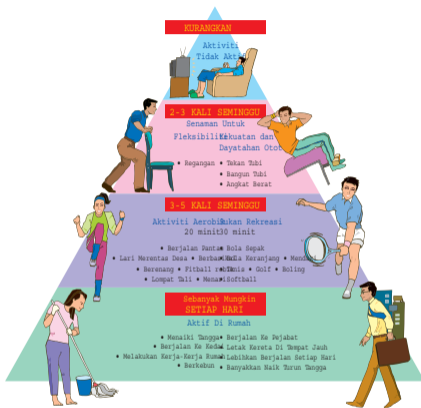 KURANGKAN
Aktiviti
Tidak Aktif
2-3 KALI SEMINGGU
Senaman Untuk
Fleksibiliti Kekuatan dan
Dayatahan Otot
• Regangan • Tekan Tubi
• Bangun Tubi
• Angkat Berat
3-5 KALI SEMINGGU
Aktiviti Aerobik Sukan Rekreasi
20 minit 30 minit
• Berjalan Pantas • Bola Sepak
• Lari Merentas Desa • Berbasikal • Bola Keranjang • Mendaki
• Berenang • Fitball robik • Tenis • Golf • Boling
• Lompat Tali • Menari • Softball
Sebanyak Mungkin
SETIAP HARI
Aktif Di Rumah
• Menaiki Tangga • Berjalan Ke Pejabat
• Berjalan Ke Kedai • Letak Kereta Di Tempat Jauh
• Melakukan Kerja-Kerja Rumah • Lebihkan Berjalan Setiap Hari
• Berkebun • Banyakkan Naik Turun Tangga